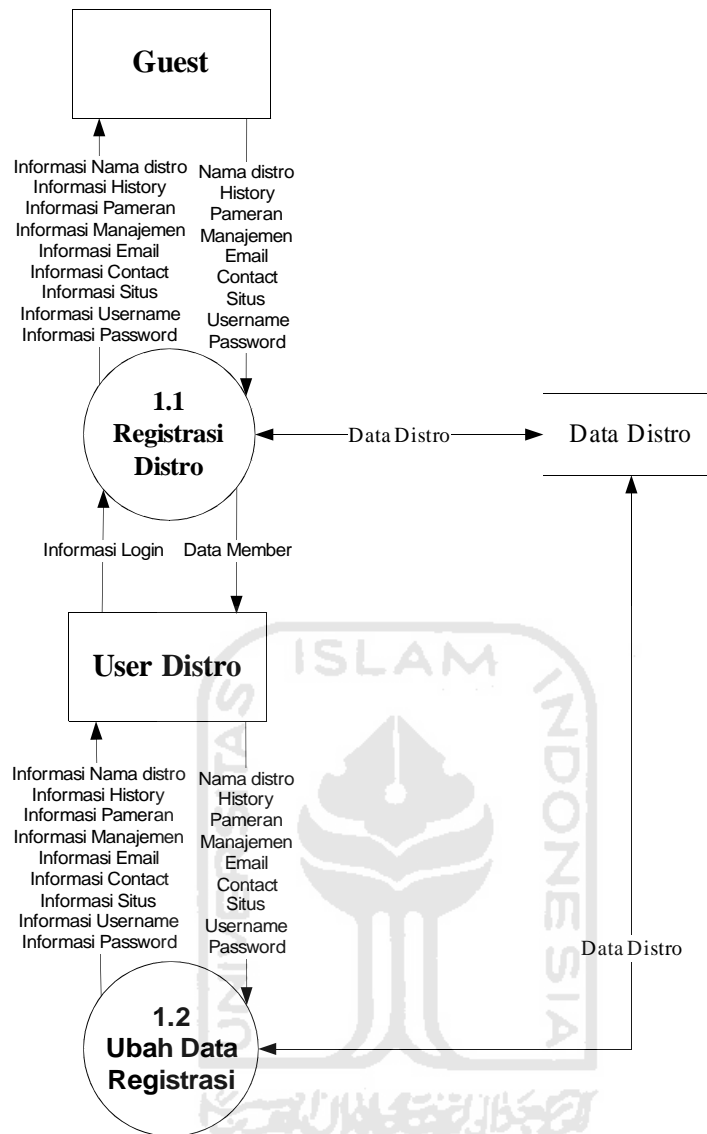 Guest
Informasi Nama distro
Informasi History
Informasi Pameran
Informasi Manajemen
Informasi Email
Informasi Contact
Informasi Situs
Informasi Username
Informasi Password
Nama distro
History
Pameran
Manajemen
Email
Contact
Situs
Username
Password
1.1
Registrasi
Distro
Data Distro
Data Distro
Informasi Login
Data Member
User Distro
Informasi Nama distro
Informasi History
Informasi Pameran
Informasi Manajemen
Informasi Email
Informasi Contact
Informasi Situs
Informasi Username
Informasi Password
Nama distro
History
Pameran
Manajemen
Email
Contact
Situs
Username
Password
Data Distro
1.2
Ubah Data
Registrasi
UNIVERSITAS
ISLAM
INDONESIA